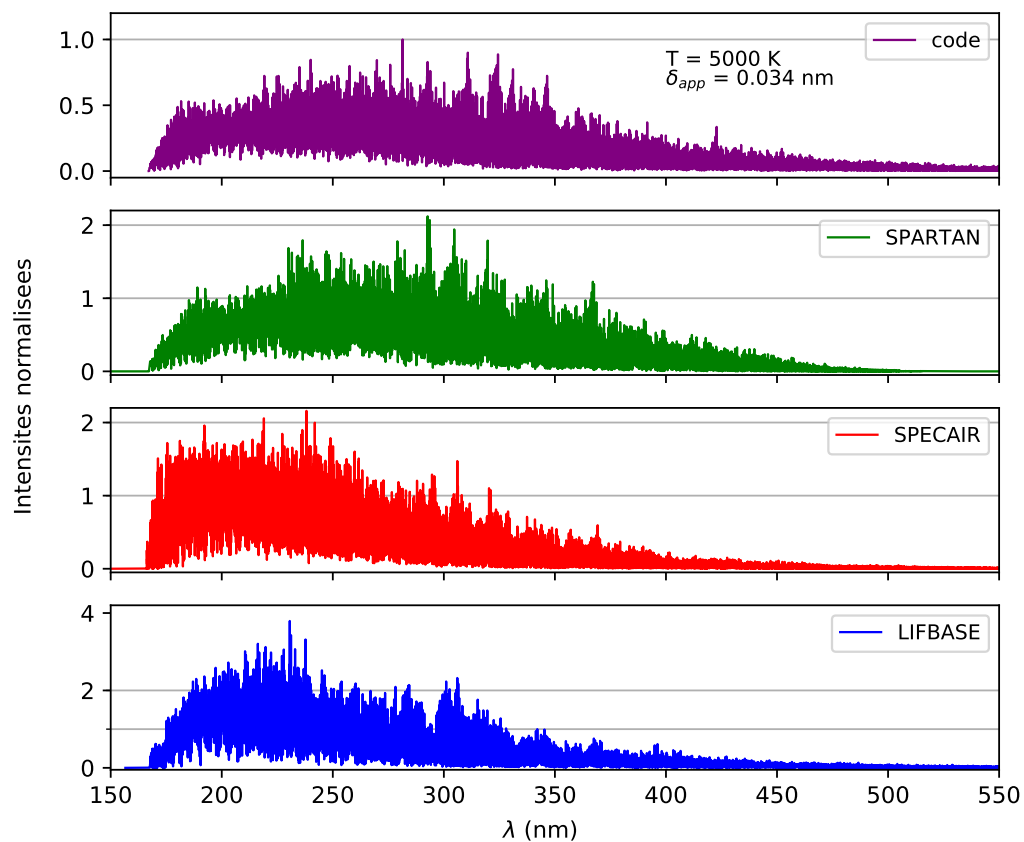 code
T = 5000 K
δapp = 0.034 nm
1.0
0.5
0.0
SPARTAN
2
1
0
SPECAIR
2
1
0
LIFBASE
4
2
0
Intensites normalisees
150 200 250 300 350 400 450 500 550
λ (nm)